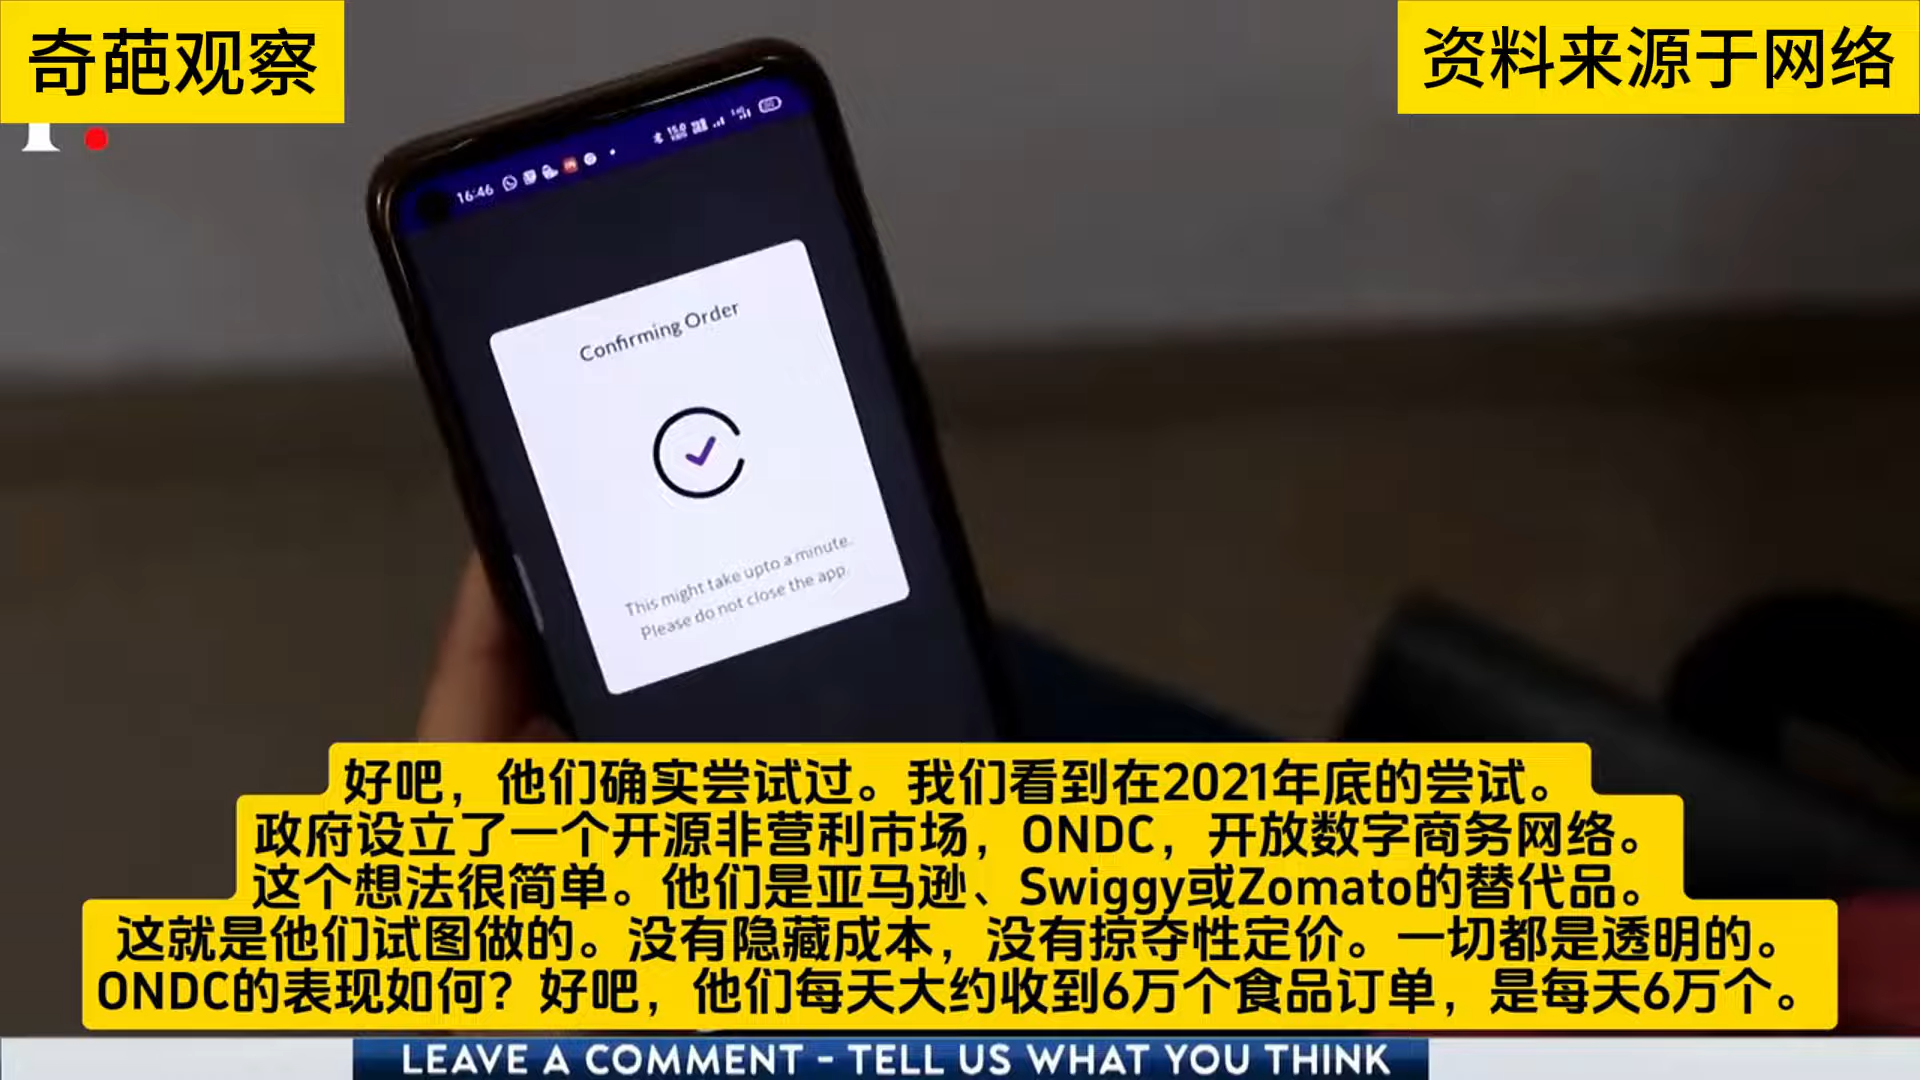 奇葩观察
资料来源于网络
16:46
Confirming Order
This might take upto a minute.
Please do not close the app.
好吧，他们确实尝试过。我们看到在2021年底的尝试。
政府设立了一个开源非营利市场，ONDC，开放数字商务网络。
这个想法很简单。他们是亚马逊、Swiggy或Zomato的替代品。
这就是他们试图做的。没有隐藏成本，没有掠夺性定价。一切都是透明的。
ONDC的表现如何？好吧，他们每天大约收到6万个食品订单，是每天6万个。
LEAVE A COMMENT - TELL US WHAT YOU THINK